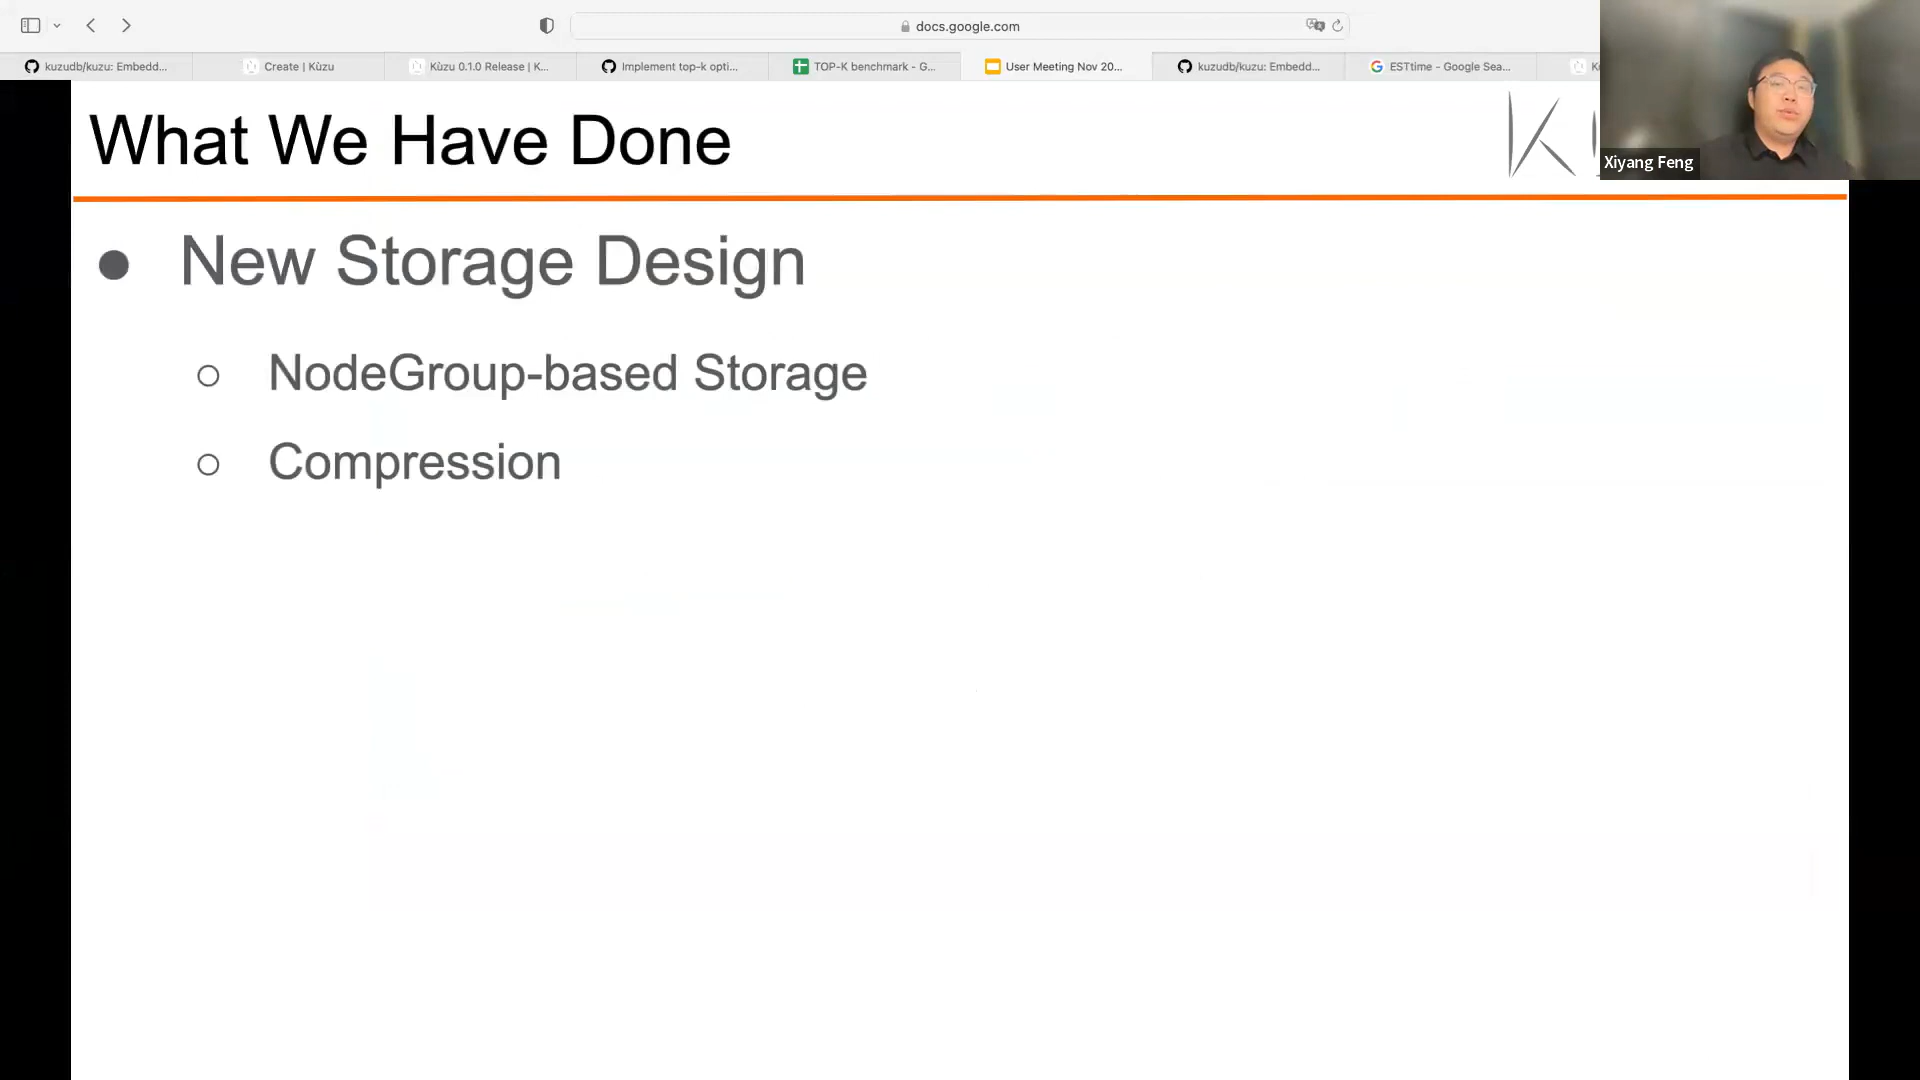 docs.google.com
kuzudb/kuzu: Embedd...
Create | Kùzu
Kùzu 0.1.0 Release | K...
Implement top-k opti...
TOP-K benchmark - G...
User Meeting Nov 20...
kuzudb/kuzu: Embedd...
ESTtime - Google Sea...
What We Have Done
Xiyang Feng
● New Storage Design
○ NodeGroup-based Storage
○ Compression